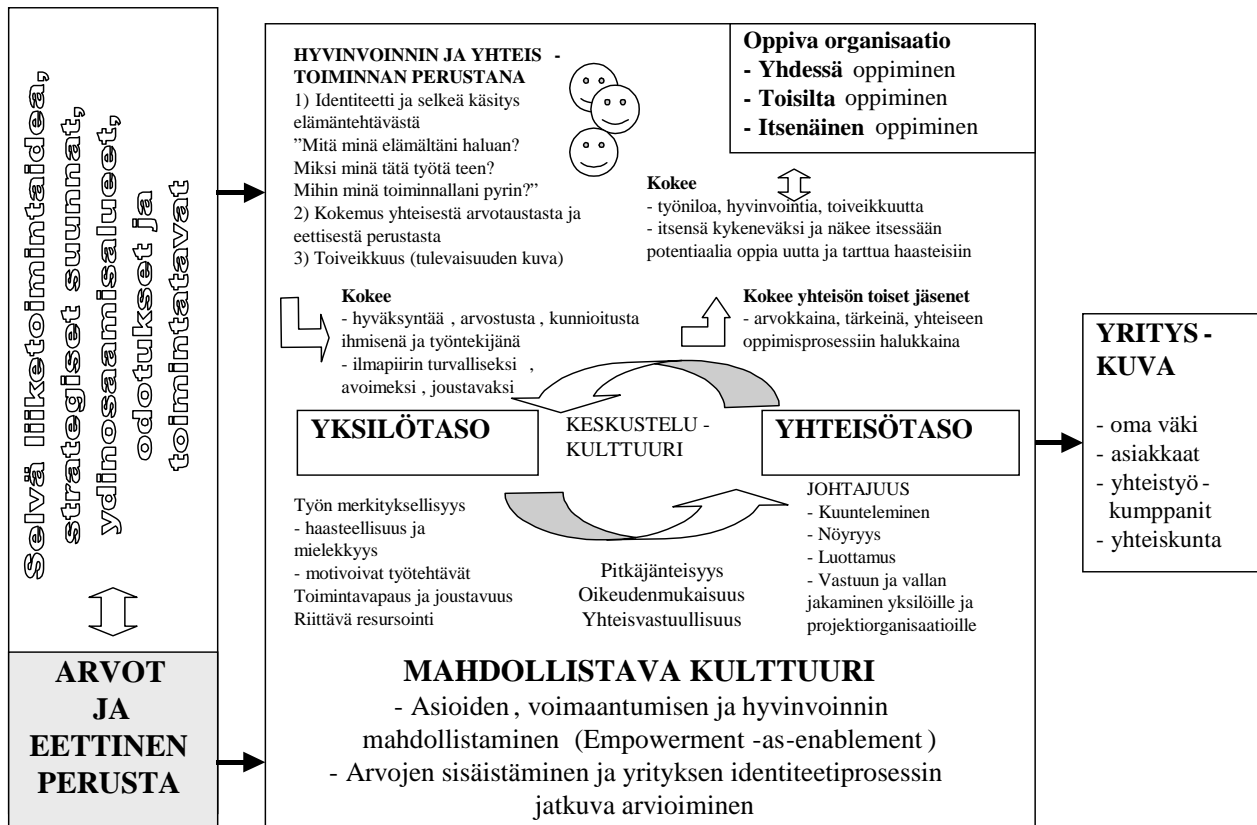 Selvä liiketoimintaidea,
strategiset suunnat,
ydinosaamisalueet,
odotukset ja
toimintatavat
ARVOT
JA
EETTINEN
PERUSTA
HYVINVOINNIN JA YHTEIS -
TOIMINNAN PERUSTANA
1) Identiteetti ja selkeä käsitys
elämäntehtävästä
”Mitä minä elämältäni haluan?
Miksi minä tätä työtä teen?
Mihin minä toiminnallani pyrin?”
2) Kokemus yhteisestä arvotaustasta ja
eettisestä perustasta
3) Toiveikkuus (tulevaisuuden kuva)
Oppiva organisaatio
- Yhdessä oppiminen
- Toisilta oppiminen
- Itsenäinen oppiminen
Kokee
- työniloa, hyvinvointia, toiveikkuutta
- itsensä kykeneväksi ja näkee itsessään
potentiaalia oppia uutta ja tarttua haasteisiin
Kokee
- hyväksyntää , arvostusta , kunnioitusta
ihmisenä ja työntekijänä
- ilmapiirin turvalliseksi ,
avoimeksi , joustavaksi
Kokee yhteisön toiset jäsenet
- arvokkaina, tärkeinä, yhteiseen
oppimisprosessiin halukkaina
YKSILÖTASO
KESKUSTELU -
KULTTUURI
YHTEISÖTASO
Työn merkityksellisyys
- haasteellisuus ja
mielekkyys
- motivoivat työtehtävät
Toimintavapaus ja joustavuus
Riittävä resursointi
Pitkäjänteisyys
Oikeudenmukaisuus
Yhteisvastuullisuus
JOHTAJUUS
- Kuunteleminen
- Nöyryys
- Luottamus
- Vastuun ja vallan
jakaminen yksilöille ja
projektiorganisaatioille
MAHDOLLISTAVA KULTTUURI
- Asioiden , voimaantumisen ja hyvinvoinnin
mahdollistaminen (Empowerment -as-enablement )
- Arvojen sisäistäminen ja yrityksen identiteetiprosessin
jatkuva arvioiminen
YRITYS -
KUVA
- oma väki
- asiakkaat
- yhteistyö -
kumppanit
- yhteiskunta